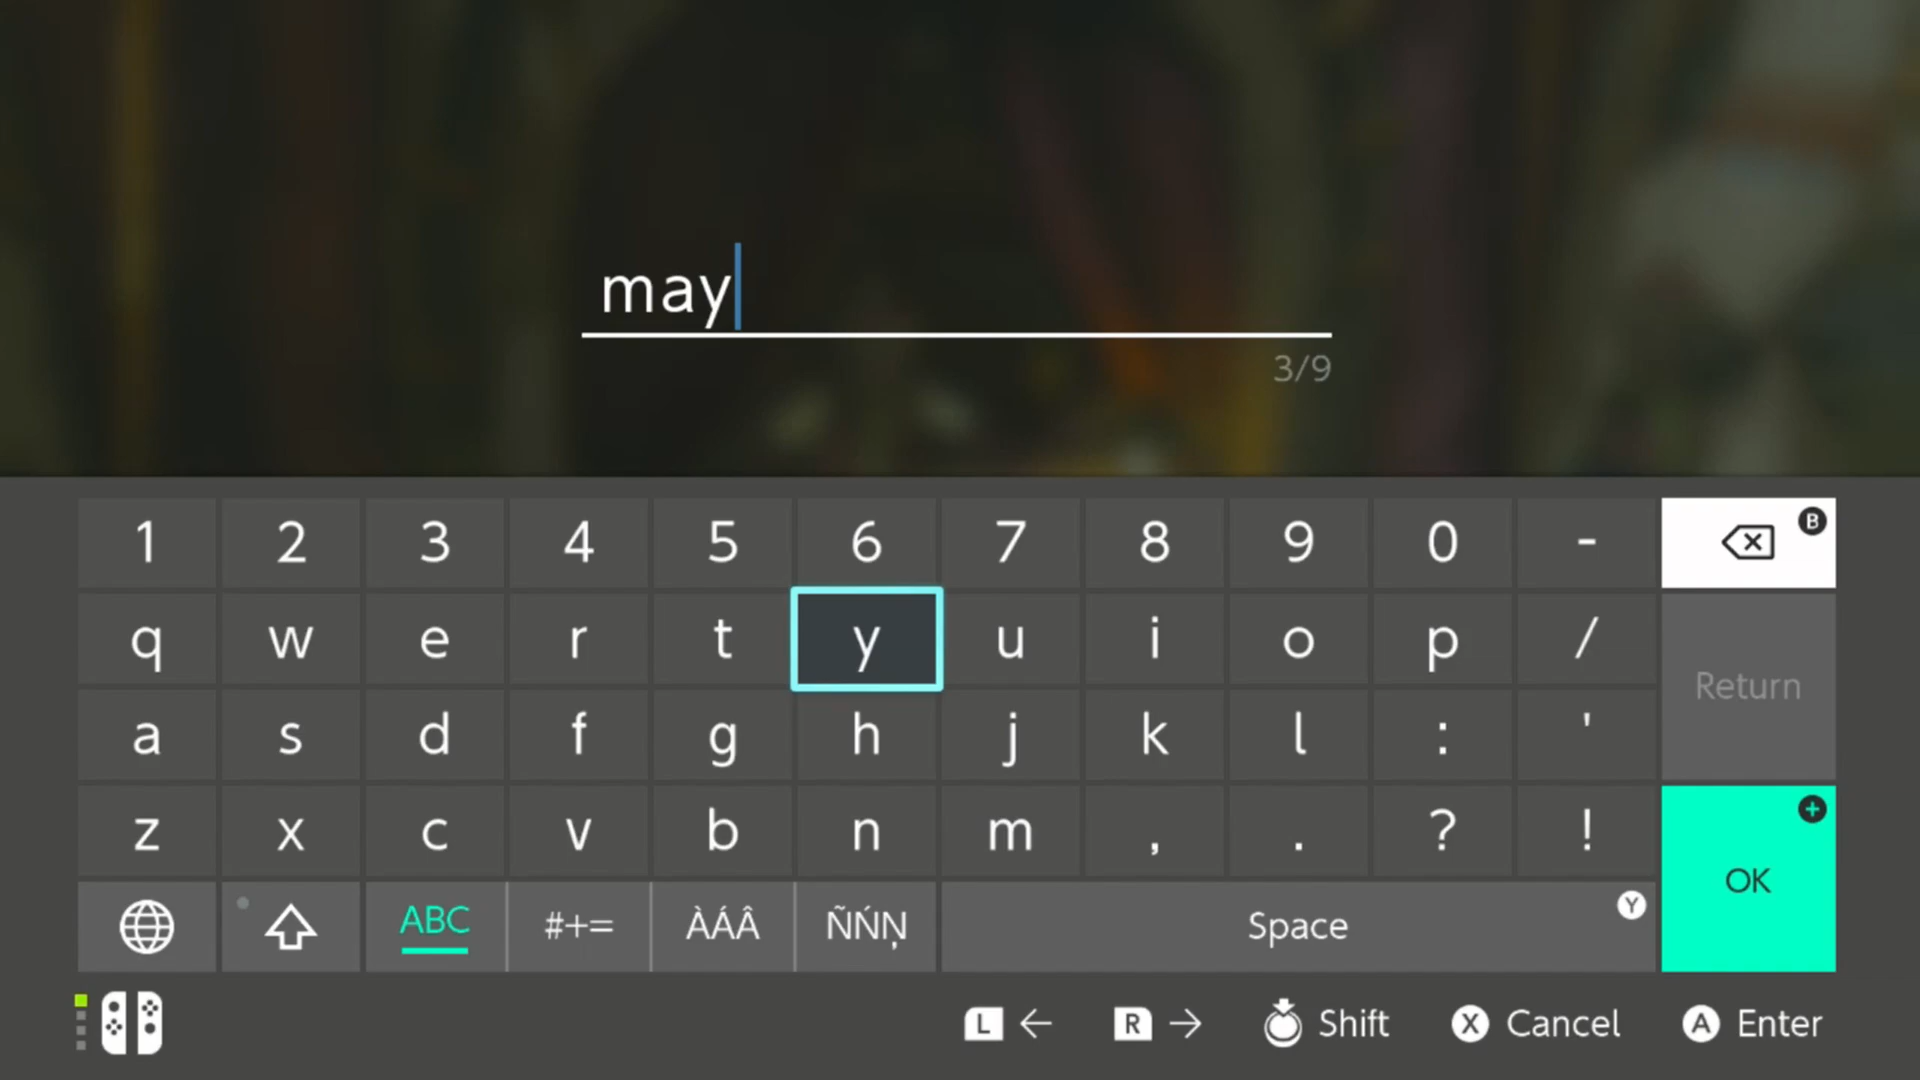 may
3/9
1 2 3 4 5 6 7 8 9 0 - B
q w e r t y u i o p / Return
a s d f g h j k l : '
z x c v b n m , . ? ! +
ABC #+= ÀÁÂ ÑŃŅ Space Y OK
L ← R → Shift X Cancel A Enter